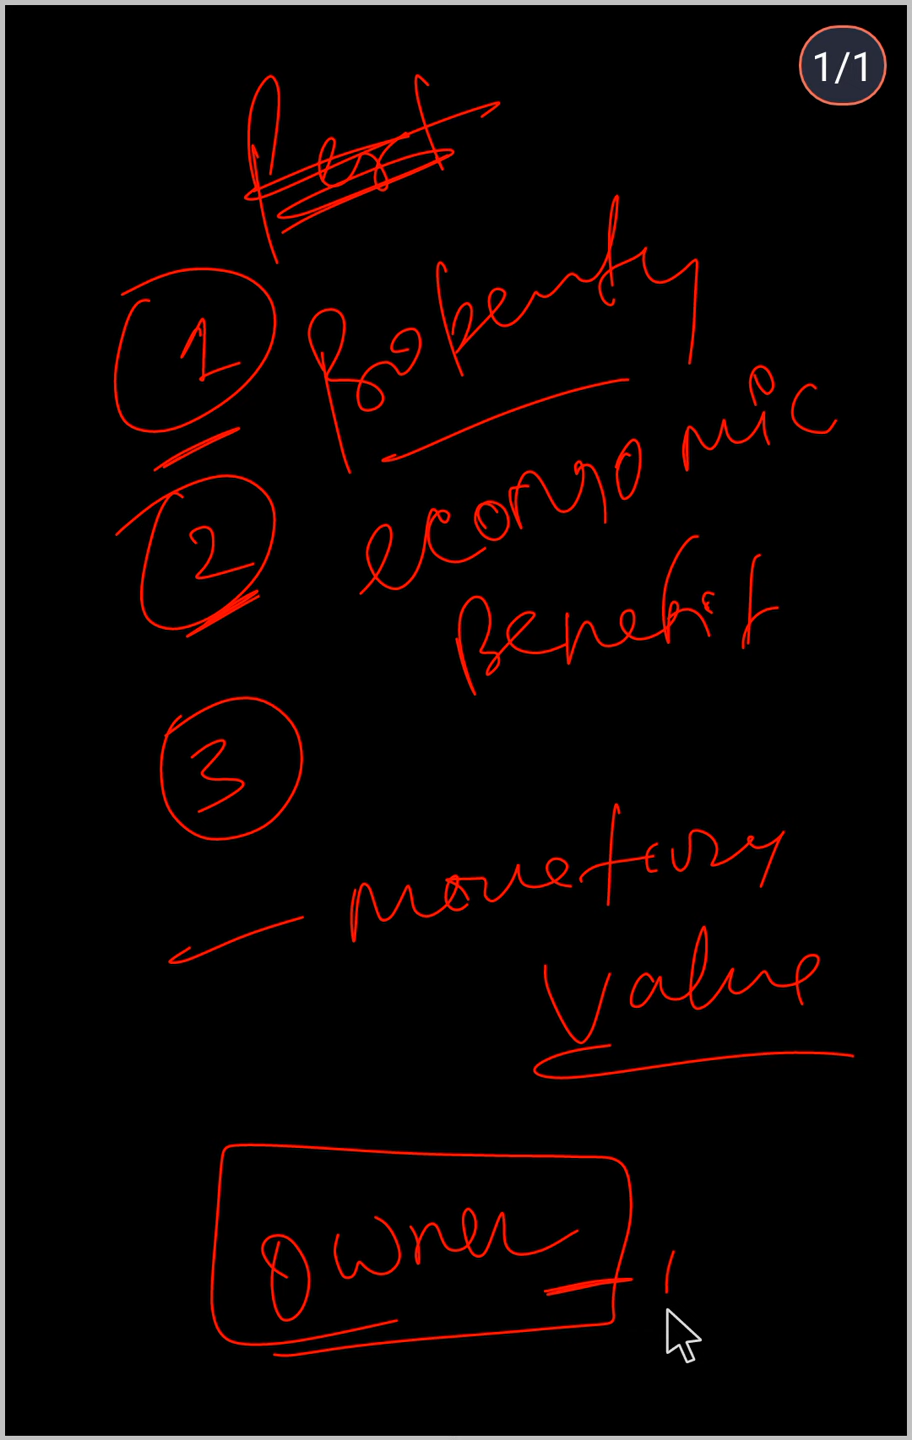 1/1
1 Property
2 economic
Benefit
3
monetary
value
owner